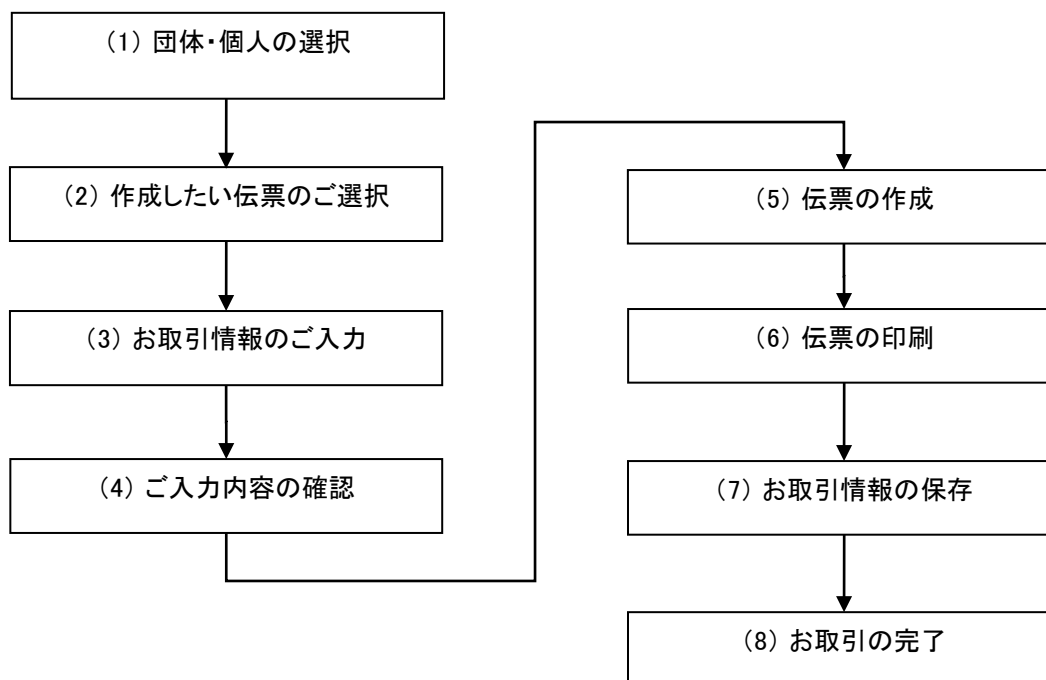 (1) 団体・個人の選択
(2) 作成したい伝票のご選択
(3) お取引情報のご入力
(4) ご入力内容の確認
(5) 伝票の作成
(6) 伝票の印刷
(7) お取引情報の保存
(8) お取引の完了